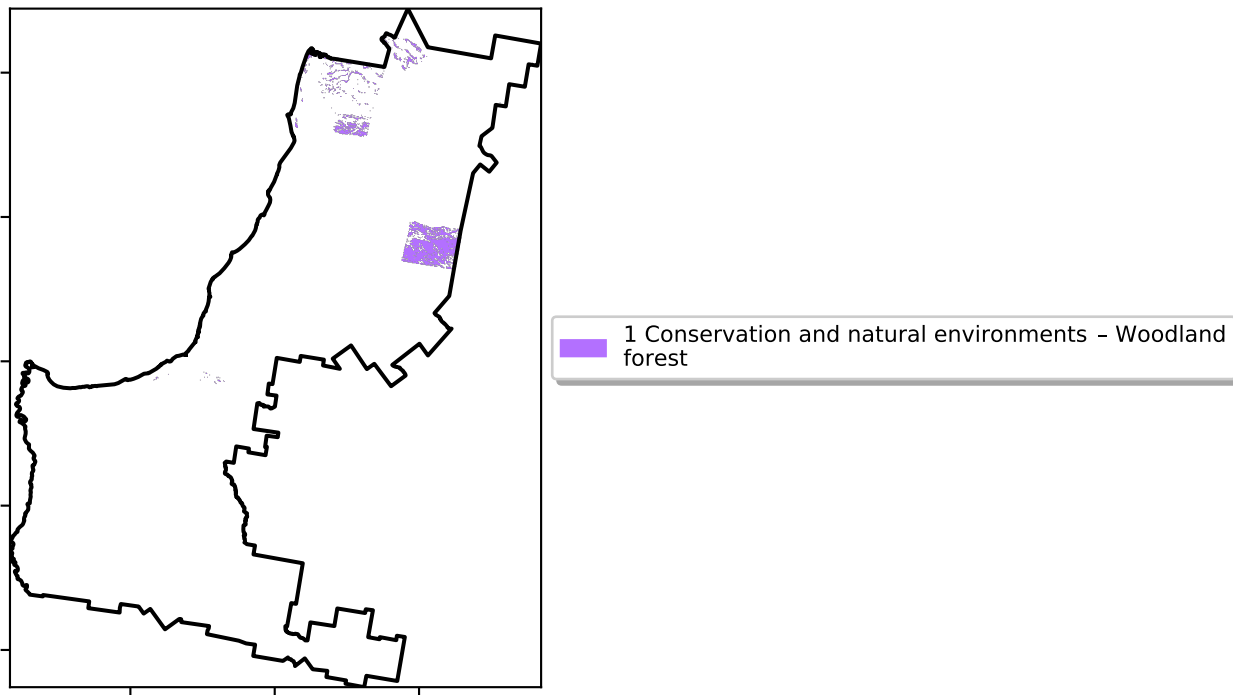 1 Conservation and natural environments – Woodland
forest